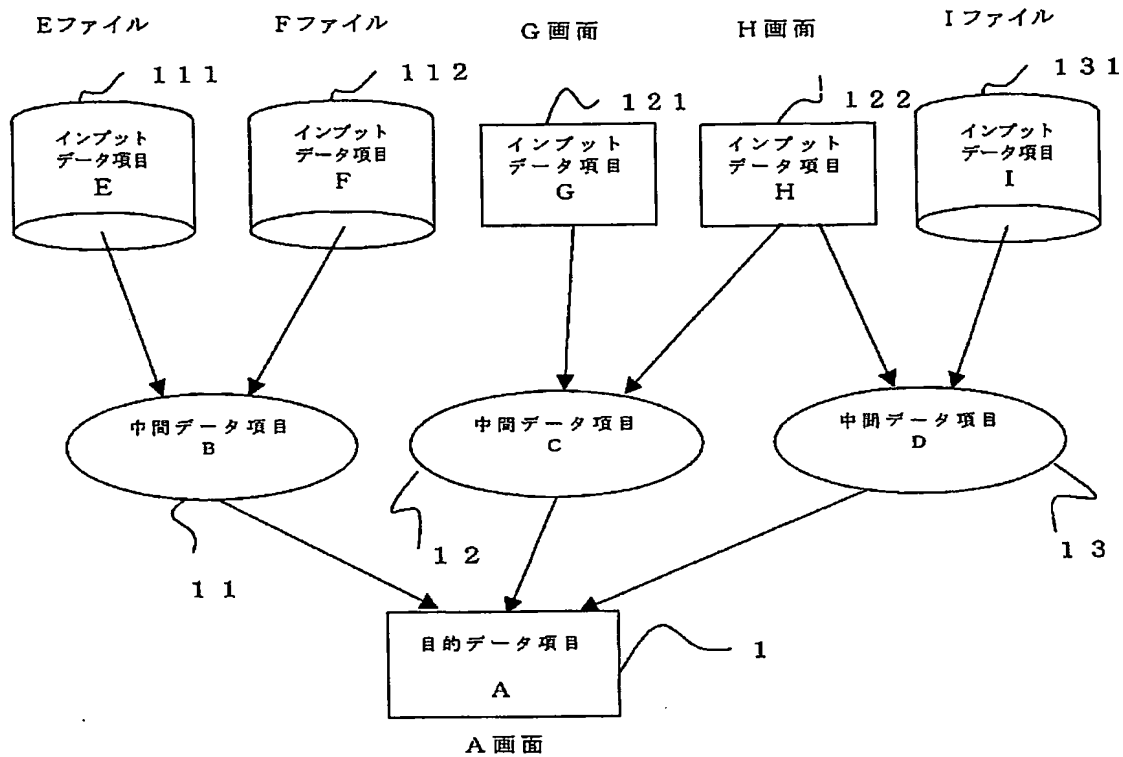 Eファイル
Fファイル
G画面
H画面
Iファイル
111
112
121
122
131
インプット
データ項目
E
インプット
データ項目
F
インプット
データ項目
G
インプット
データ項目
H
インプット
データ項目
I
中間データ項目
B
中間データ項目
C
中間データ項目
D
11
12
13
目的データ項目
A
1
A画面